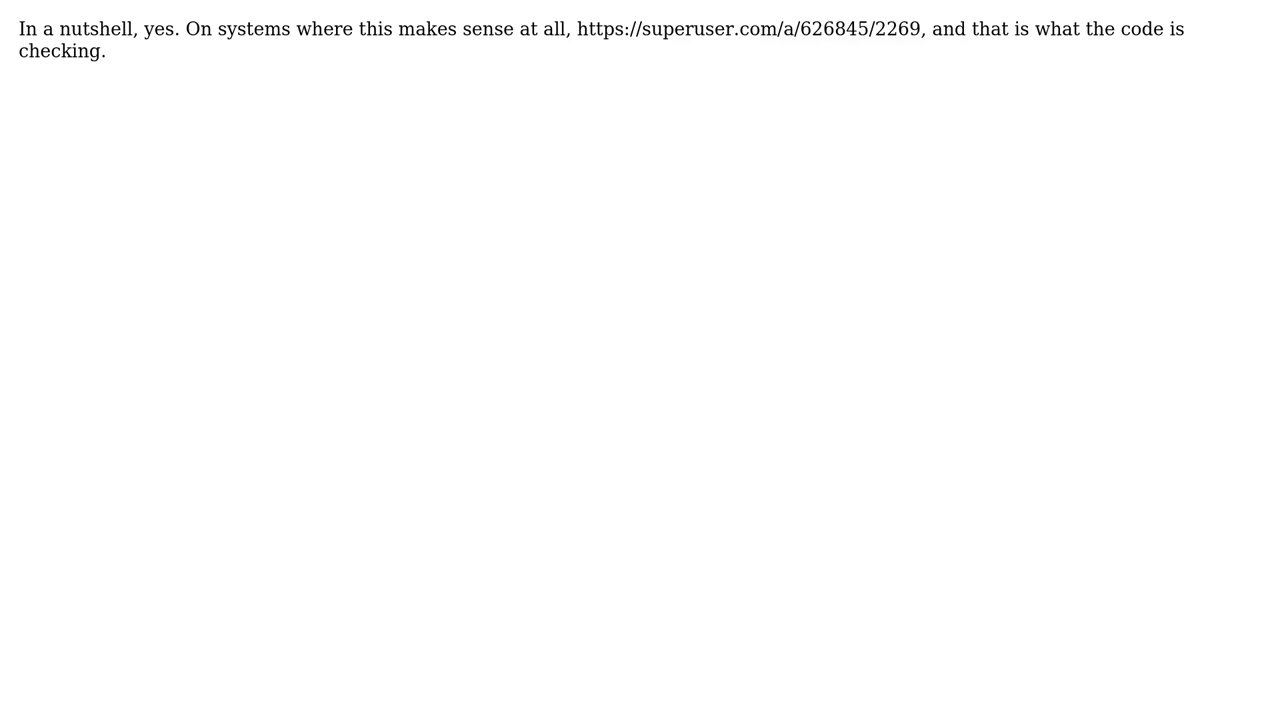 In a nutshell, yes. On systems where this makes sense at all, https://superuser.com/a/626845/2269, and that is what the code is
checking.